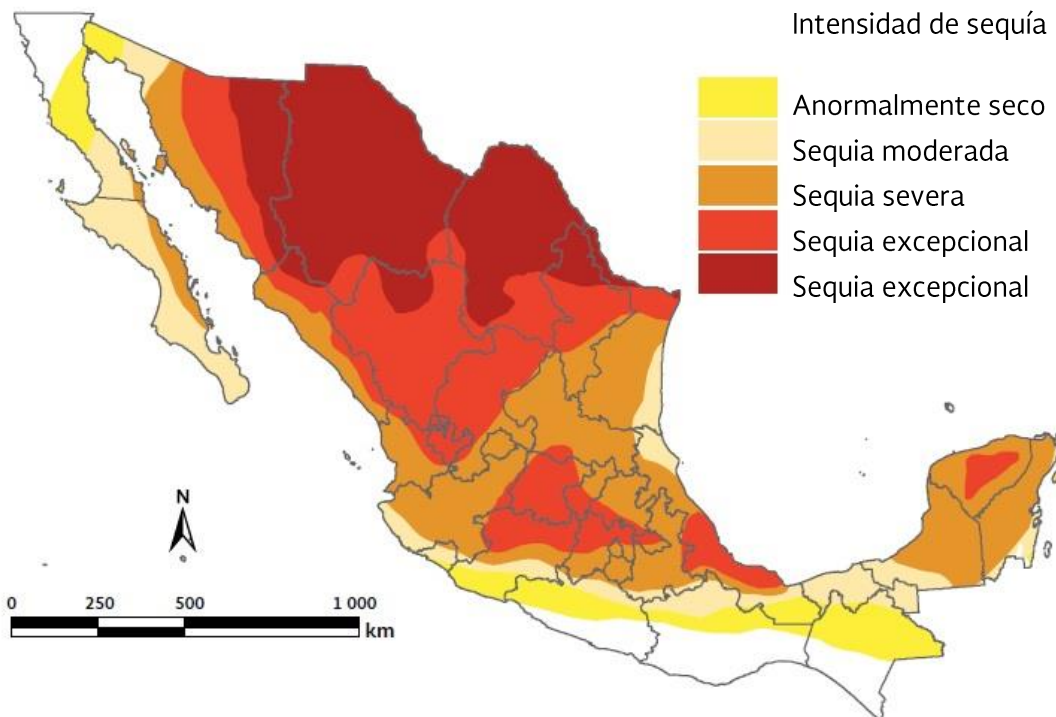 Intensidad de sequía
Anormalmente seco
Sequia moderada
Sequia severa
Sequia excepcional
Sequia excepcional
N
0 250 500 1 000
km